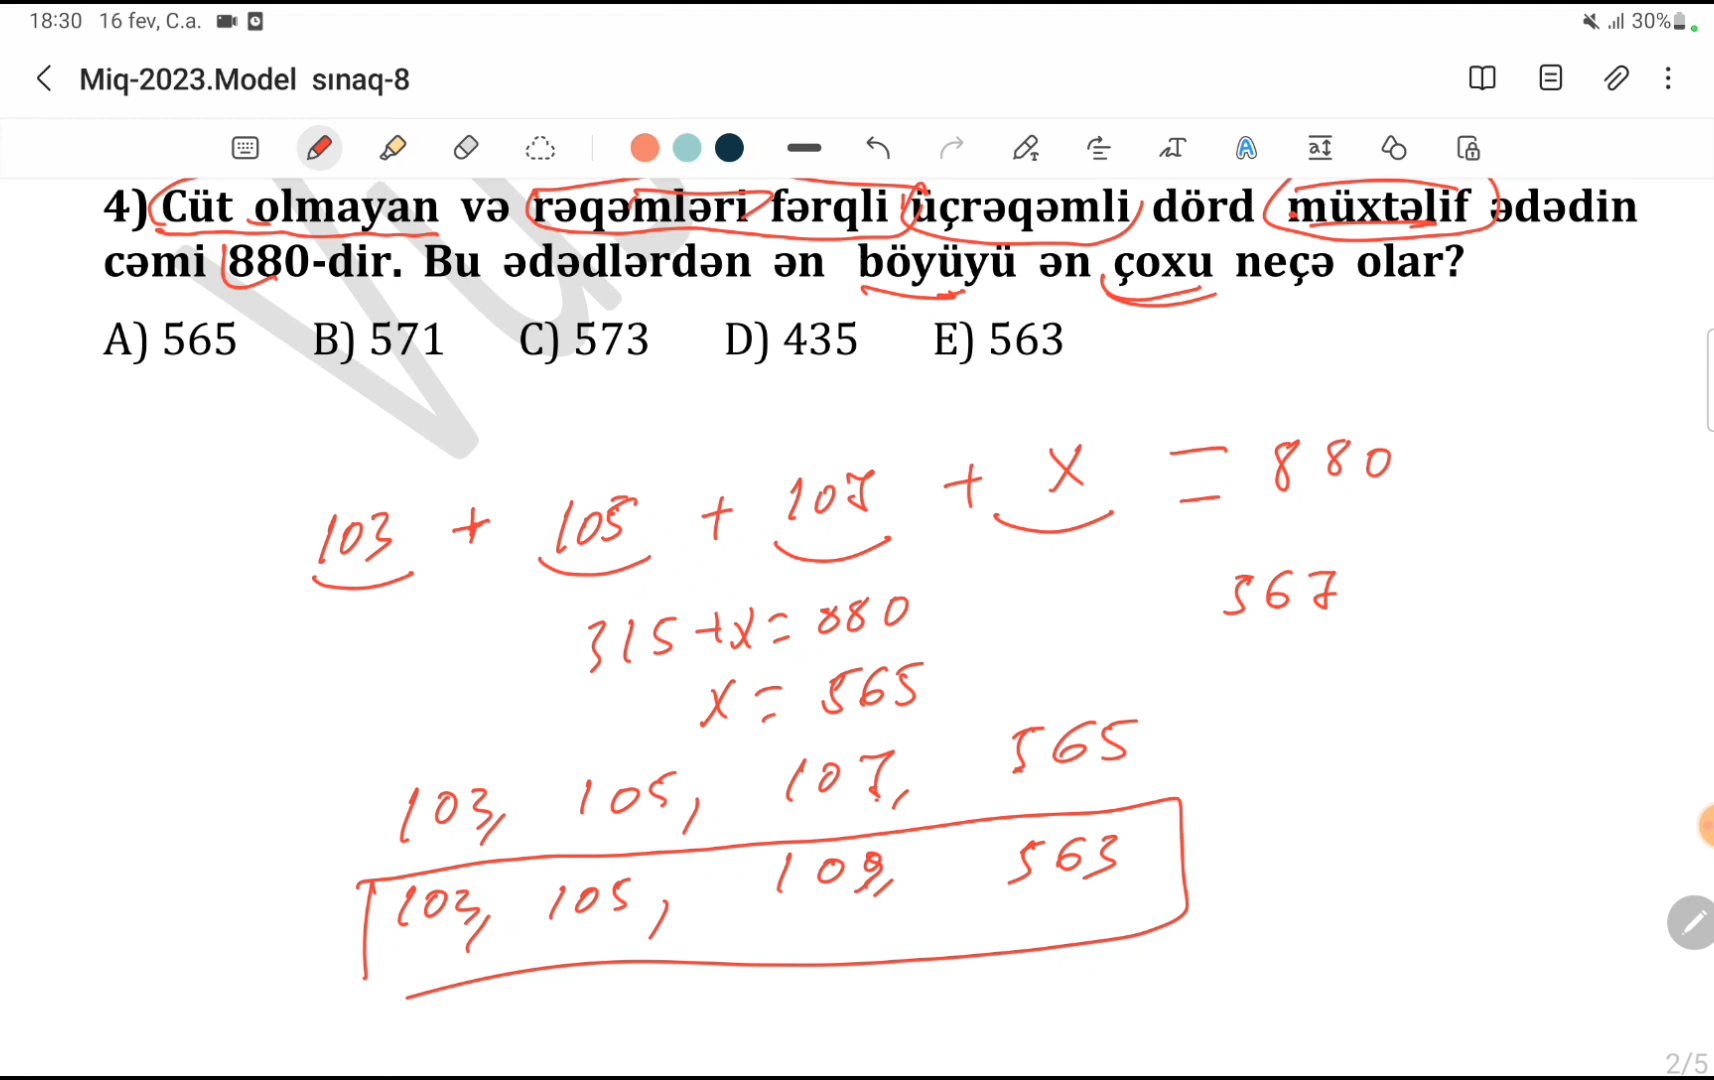 18:30 16 fev, C.a. 30%
Miq-2023.Model sınaq-8
4) Cüt olmayan və rəqəmləri fərqli üçrəqəmli dörd müxtəlif ədədin
cəmi 880-dir. Bu ədədlərdən ən böyüyü ən çoxu neçə olar?
A) 565 B) 571 C) 573 D) 435 E) 563
103 + 105 + 107 + x = 880
315 + x = 880
567
x = 565
103, 105, 107, 565
103, 105, 109, 563
2/5